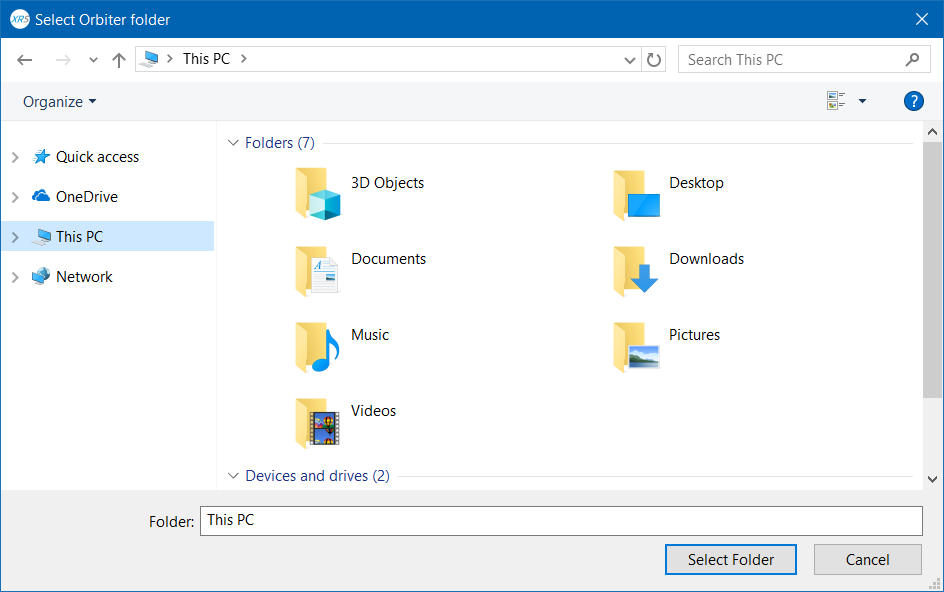 XR5 Select Orbiter folder
This PC
Search This PC
Organize
?
Quick access
OneDrive
This PC
Network
Folders (7)
3D Objects
Desktop
Documents
Downloads
Music
Pictures
Videos
Devices and drives (2)
Folder: This PC
Select Folder
Cancel